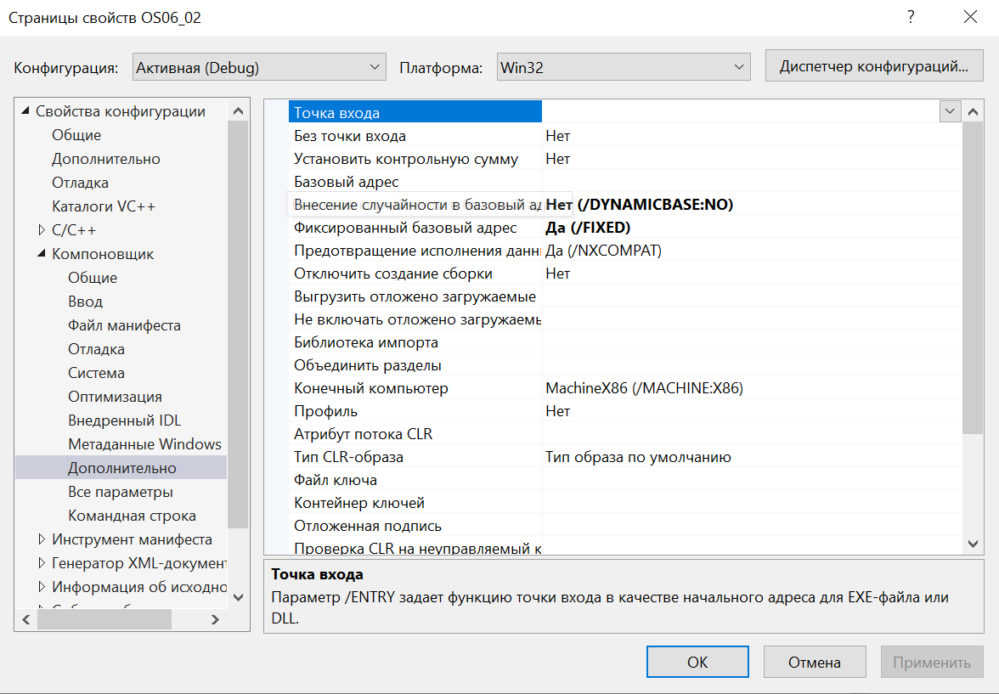 Страницы свойств OS06_02
?
Конфигурация: Активная (Debug) Платформа: Win32 Диспетчер конфигураций...
Свойства конфигурации
Общие
Дополнительно
Отладка
Каталоги VC++
C/C++
Компоновщик
Общие
Ввод
Файл манифеста
Отладка
Система
Оптимизация
Внедренный IDL
Метаданные Windows
Дополнительно
Все параметры
Командная строка
Инструмент манифеста
Генератор XML-документ
Информация об исходно
Точка входа
Без точки входа Нет
Установить контрольную сумму Нет
Базовый адрес
Внесение случайности в базовый ад Нет (/DYNAMICBASE:NO)
Фиксированный базовый адрес Да (/FIXED)
Предотвращение исполнения данн Да (/NXCOMPAT)
Отключить создание сборки Нет
Выгрузить отложено загружаемые
Не включать отложено загружаемь
Библиотека импорта
Объединить разделы
Конечный компьютер MachineX86 (/MACHINE:X86)
Профиль Нет
Атрибут потока CLR
Тип CLR-образа Тип образа по умолчанию
Файл ключа
Контейнер ключей
Отложенная подпись
Проверка CLR на неуправляемый к
Точка входа
Параметр /ENTRY задает функцию точки входа в качестве начального адреса для EXE-файла или
DLL.
ОК Отмена Применить